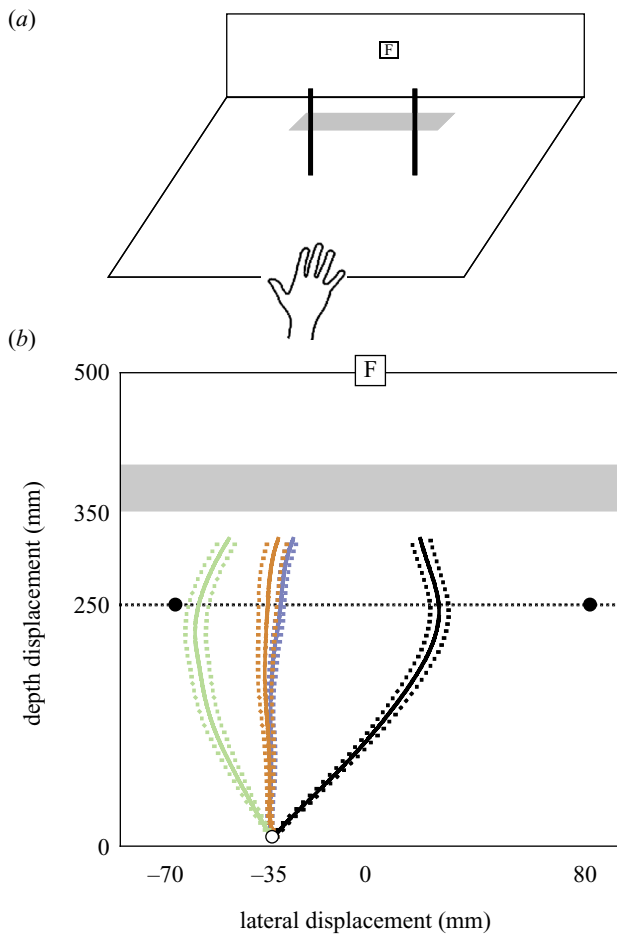 (a)
F
(b)
500
F
350
250
0
depth displacement (mm)
–70 –35 0 80
lateral displacement (mm)